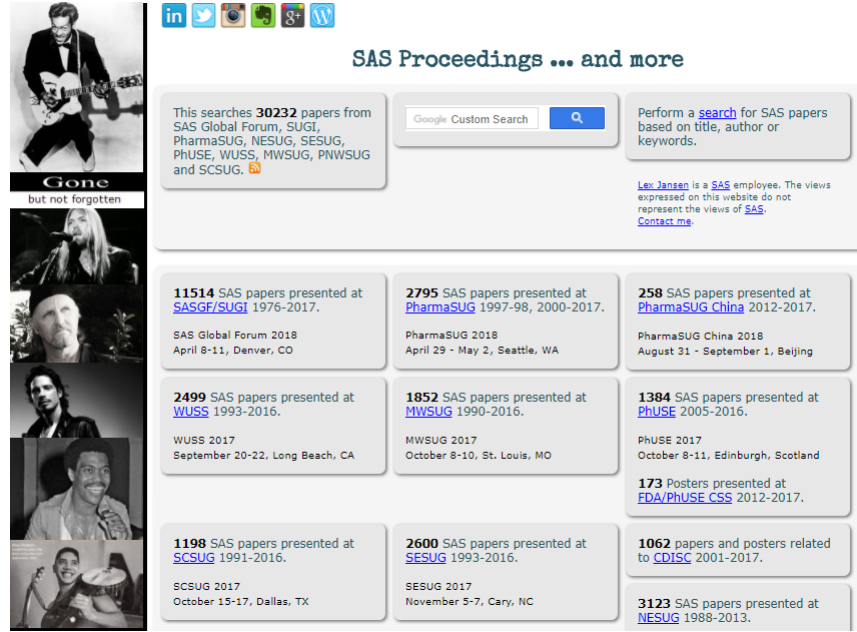 in
g+
W
SAS Proceedings ... and more
This searches 30232 papers from
SAS Global Forum, SUGI,
PharmaSUG, NESUG, SESUG,
PhUSE, WUSS, MWSUG, PNWSUG
and SCSUG.
Google Custom Search
Perform a search for SAS papers
based on title, author or
keywords.
Lex Jansen is a SAS employee. The views
expressed on this website do not
represent the views of SAS.
Contact me.
Gone
but not forgotten
11514 SAS papers presented at
SASGF/SUGI 1976-2017.
SAS Global Forum 2018
April 8-11, Denver, CO
2795 SAS papers presented at
PharmaSUG 1997-98, 2000-2017.
PharmaSUG 2018
April 29 - May 2, Seattle, WA
258 SAS papers presented at
PharmaSUG China 2012-2017.
PharmaSUG China 2018
August 31 - September 1, Beijing
2499 SAS papers presented at
WUSS 1993-2016.
WUSS 2017
September 20-22, Long Beach, CA
1852 SAS papers presented at
MWSUG 1990-2016.
MWSUG 2017
October 8-10, St. Louis, MO
1384 SAS papers presented at
PhUSE 2005-2016.
PhUSE 2017
October 8-11, Edinburgh, Scotland
173 Posters presented at
FDA/PhUSE CSS 2012-2017.
1198 SAS papers presented at
SCSUG 1991-2016.
SCSUG 2017
October 15-17, Dallas, TX
2600 SAS papers presented at
SESUG 1993-2016.
SESUG 2017
November 5-7, Cary, NC
1062 papers and posters related
to CDISC 2001-2017.
3123 SAS papers presented at
NESUG 1988-2013.